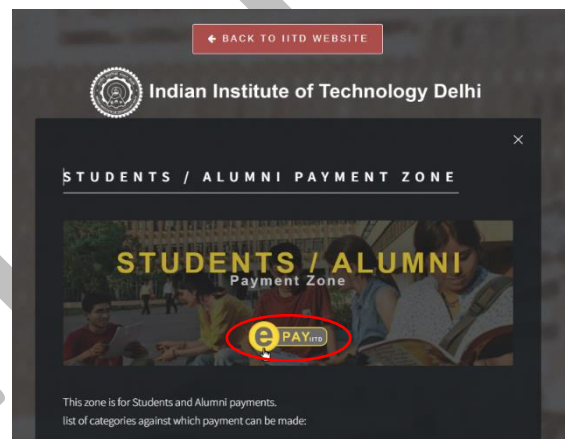 ← BACK TO IITD WEBSITE
Indian Institute of Technology Delhi
×
STUDENTS / ALUMNI PAYMENT ZONE
STUDENTS / ALUMNI
Payment Zone
e PAY IITD
This zone is for Students and Alumni payments.
list of categories against which payment can be made: